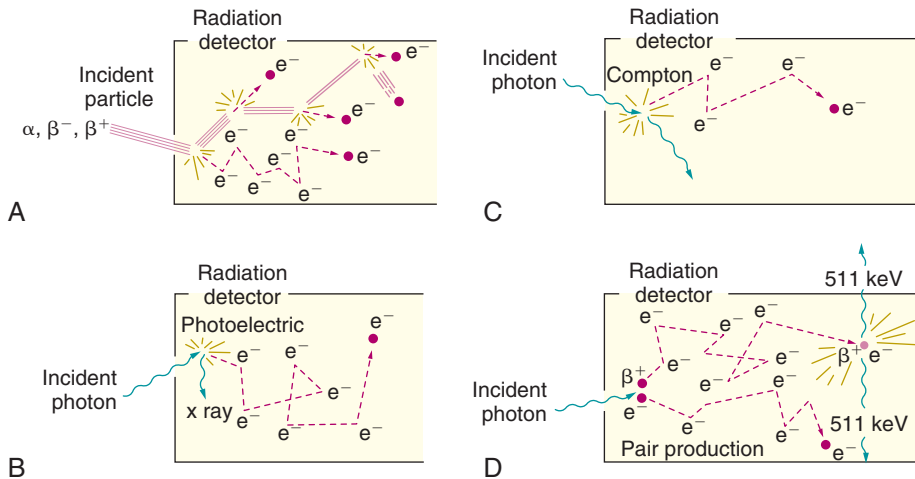 A
Radiation
detector
Incident
particle
α, β⁻, β⁺
e⁻
e⁻
e⁻
e⁻
e⁻
e⁻
e⁻
e⁻
e⁻
e⁻
B
Radiation
detector
Photoelectric
Incident
photon
x ray
e⁻
e⁻
e⁻
e⁻
e⁻
e⁻
e⁻
C
Radiation
detector
Incident
photon
Compton
e⁻
e⁻
e⁻
e⁻
D
Radiation
detector
511 keV
e⁻
e⁻
e⁻
e⁻
e⁻
e⁻
β⁺
β⁺ e⁻
Incident
photon
e⁻
e⁻
e⁻
e⁻
511 keV
e⁻
Pair production